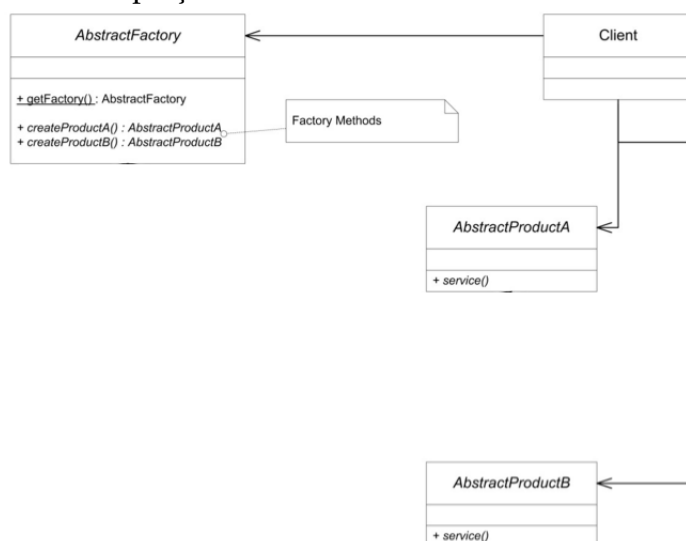 AbstractFactory
Client
+ getFactory() : AbstractFactory
+ createProductA() : AbstractProductA
+ createProductB() : AbstractProductB
Factory Methods
AbstractProductA
+ service()
AbstractProductB
+ service()